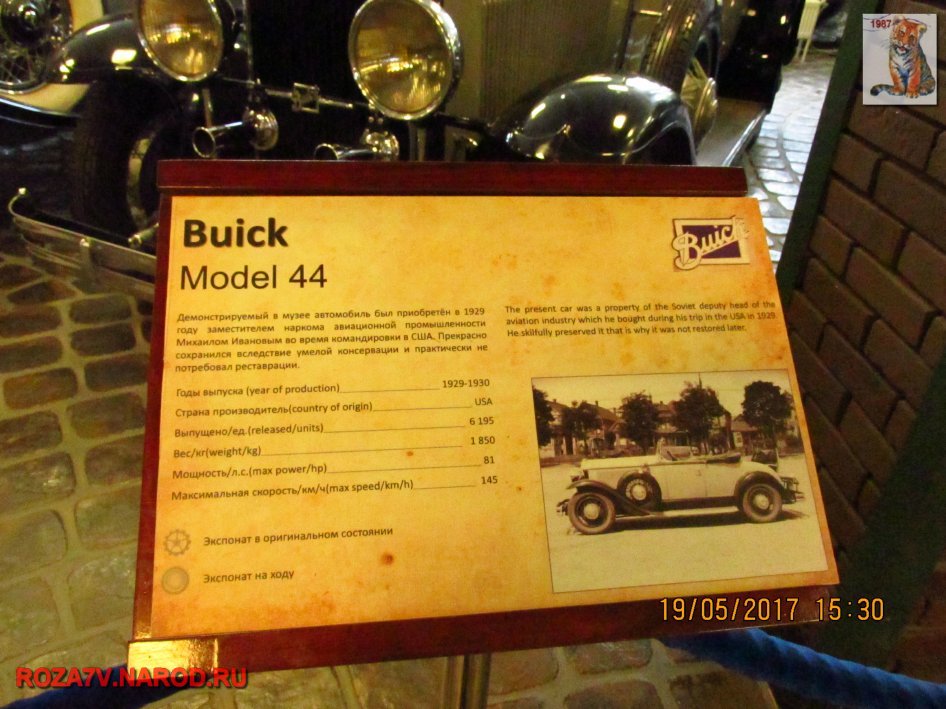 1987
Buick
Model 44
Buick
Демонстрируемый в музее автомобиль был приобретён в 1929
году заместителем наркома авиационной промышленности
Михаилом Ивановым во время командировки в США. Прекрасно
сохранился вследствие умелой консервации и практически не
потребовал реставрации.
The present car was a property of the Soviet deputy head of the
aviation industry which he bought during his trip in the USA in 1929.
He skilfully preserved it that is why it was not restored later.
Годы выпуска (year of production) 1929-1930
Страна производитель(country of origin) USA
Выпущено/ед.(released/units) 6 195
Вес/кг(weight/kg) 1 850
Мощность/л.с.(max power/hp) 81
Максимальная скорость/км/ч(max speed/km/h) 145
Экспонат в оригинальном состоянии
Экспонат на ходу
19/05/2017 15:30
ROZA7V.NAROD.RU